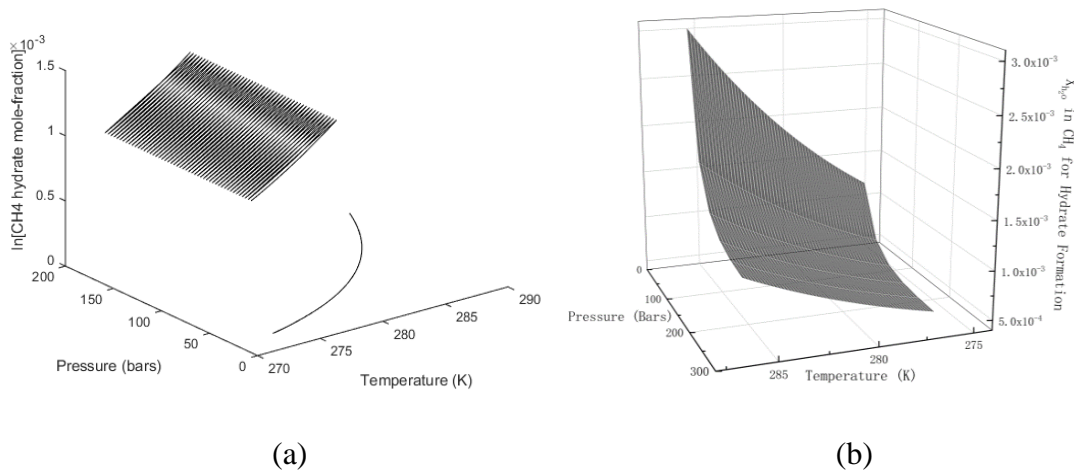 ×10⁻³
1.5
1
0.5
0
ln[CH4 hydrate mole-fraction]
200
150
100
50
0
Pressure (bars)
270
275
280
285
290
Temperature (K)
(a)
3.0x10⁻³
2.5x10⁻³
2.0x10⁻³
1.5x10⁻³
1.0x10⁻³
5.0x10⁻⁴
in CH₄ for Hydrate Formation
0
100
200
300
Pressure (Bars)
285
280
275
Temperature (K)
(b)